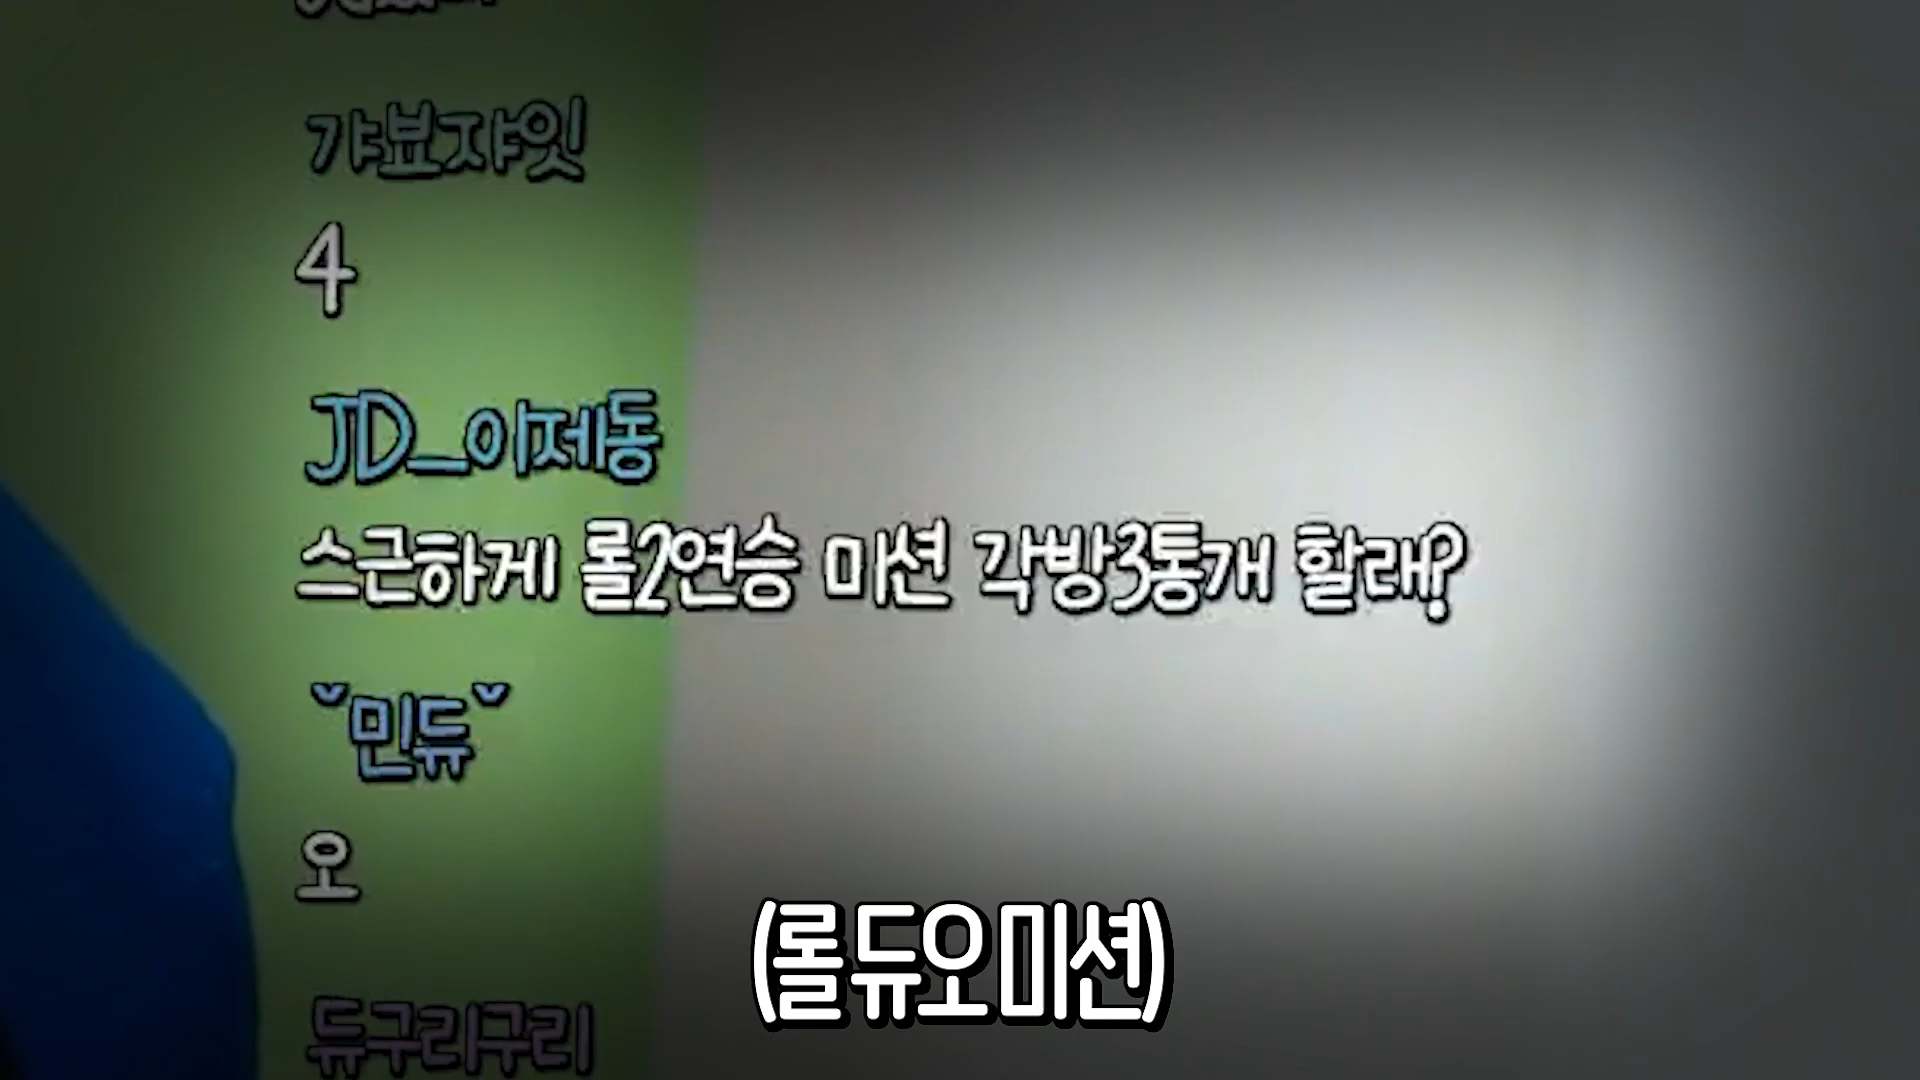 갸뵤쟈잇
4
JD_이제동
스근하게 롤2연승 미션 각방3통개 할래?
˘민듀˘
오
(롤 듀오 미션)
듀구리구리